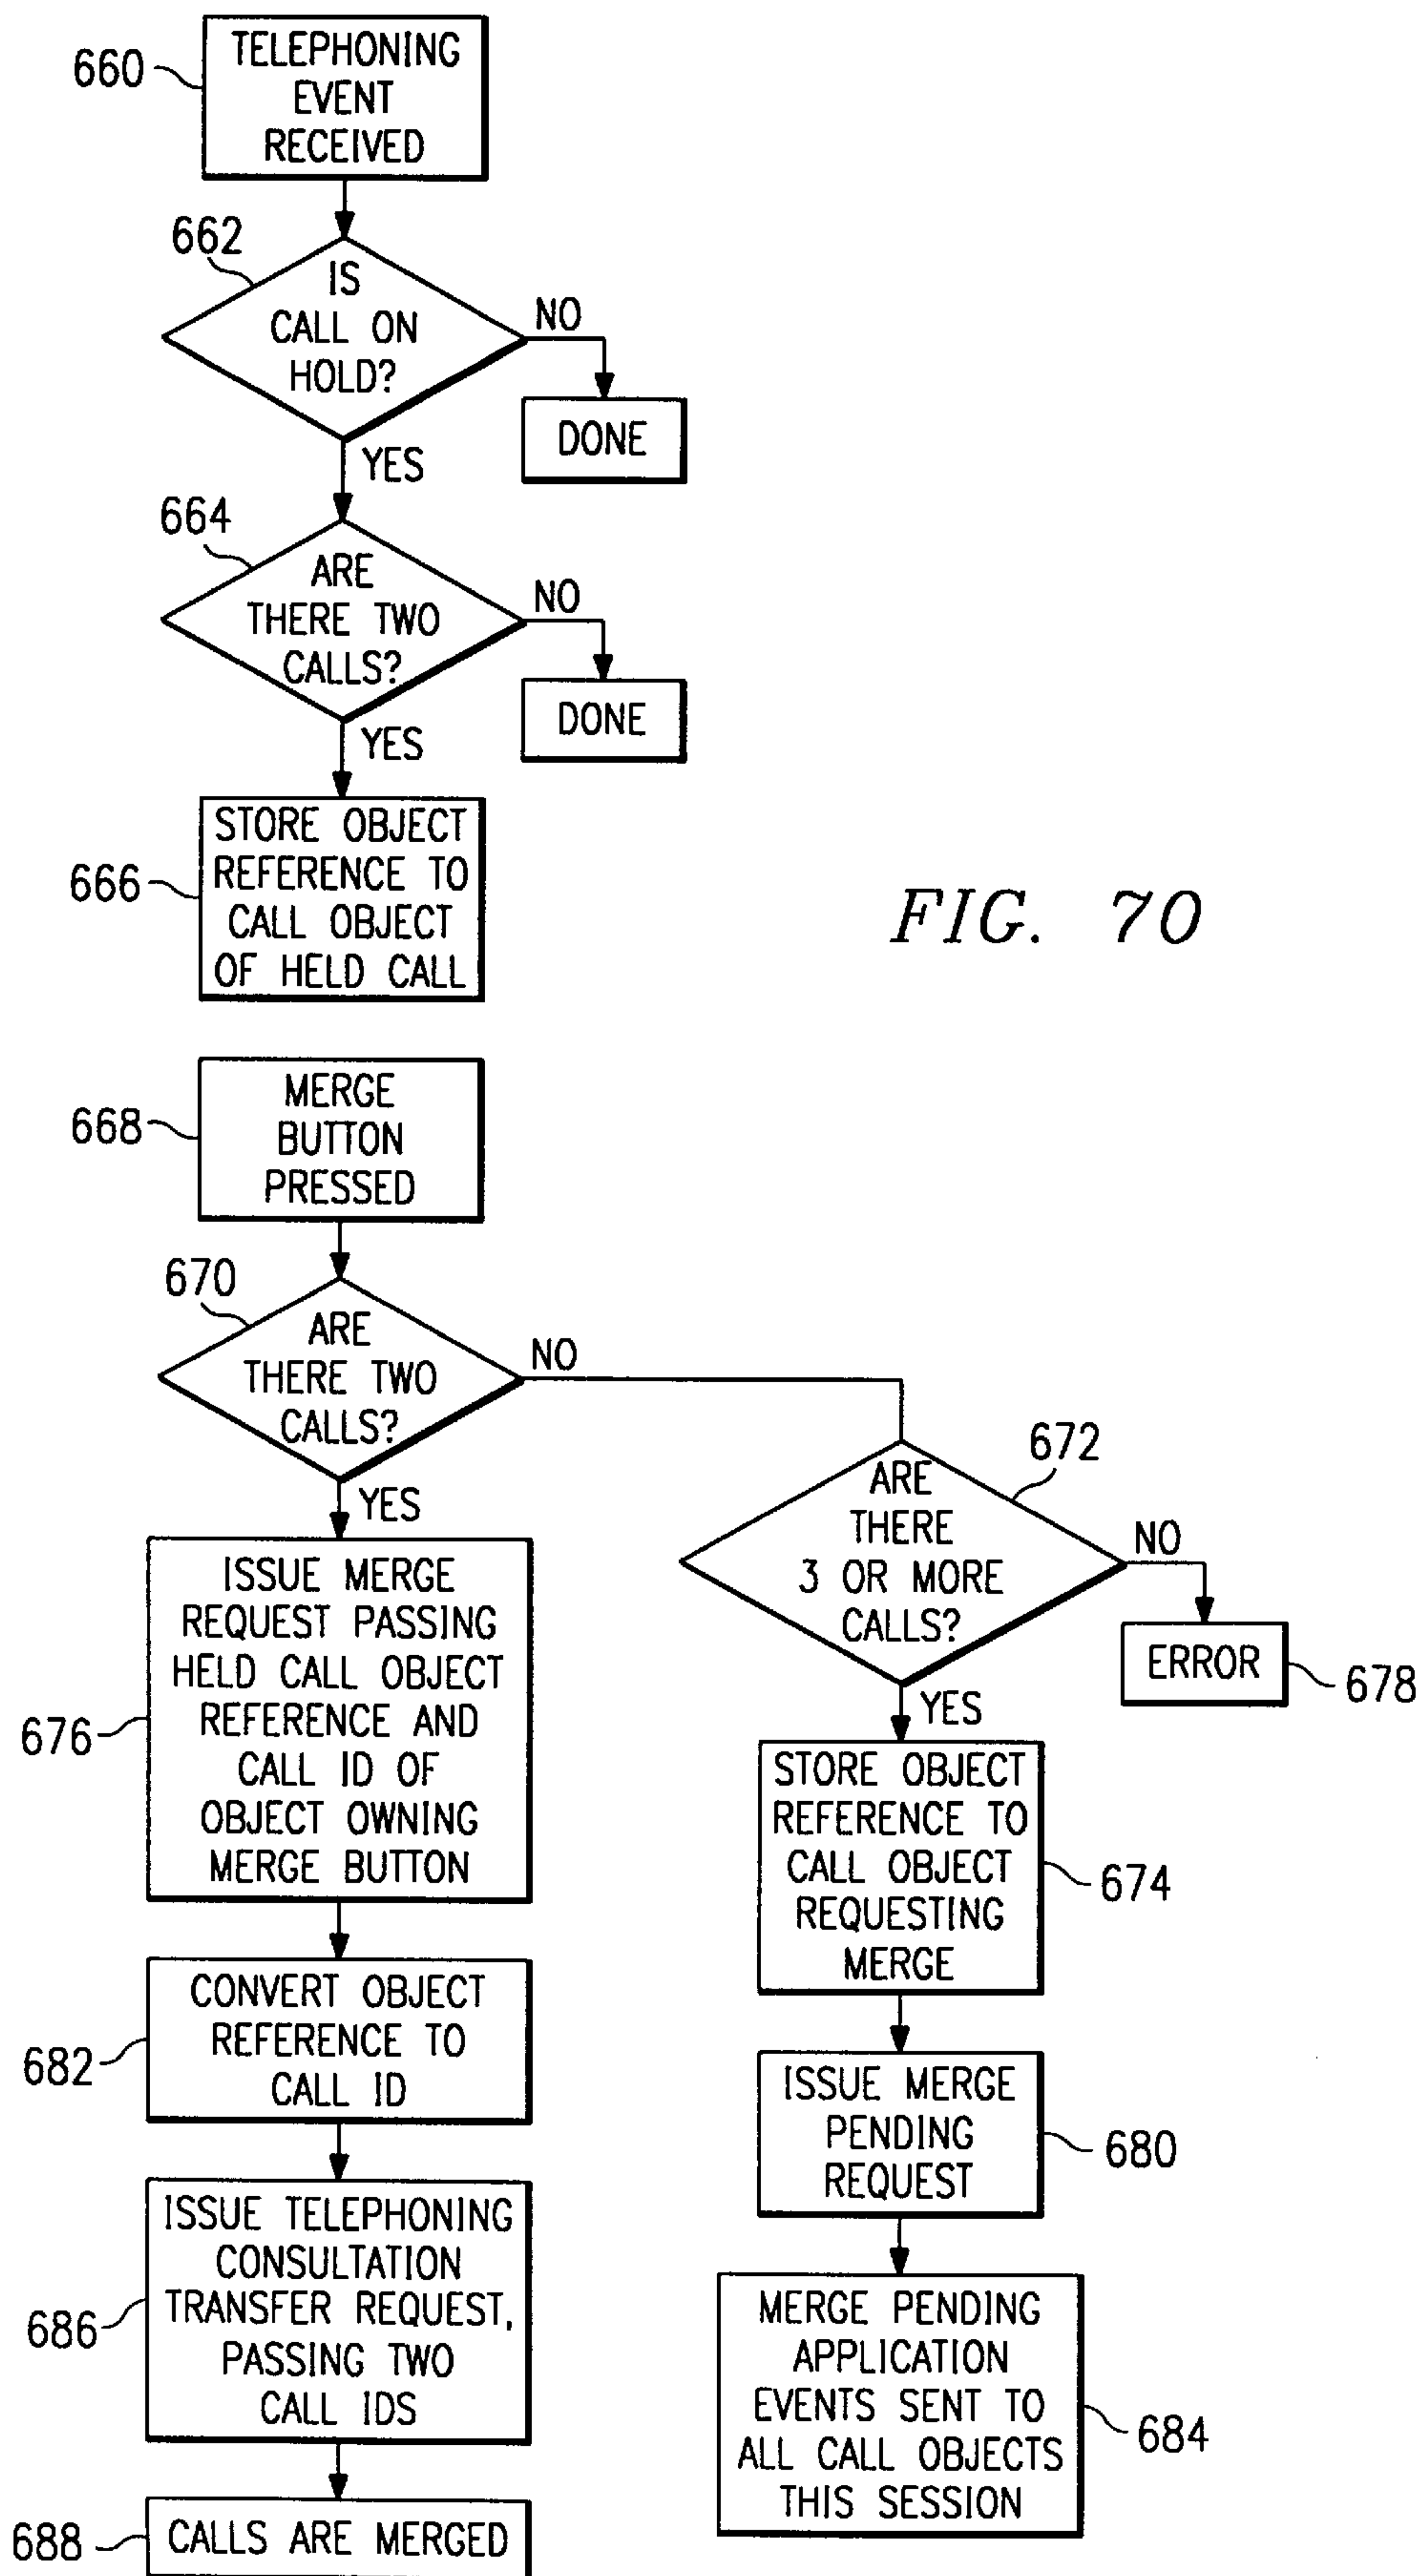 660
TELEPHONING
EVENT
RECEIVED
662
IS
CALL ON
HOLD?
NO
DONE
YES
664
ARE
THERE TWO
CALLS?
NO
DONE
YES
666
STORE OBJECT
REFERENCE TO
CALL OBJECT
OF HELD CALL
FIG. 70
668
MERGE
BUTTON
PRESSED
670
ARE
THERE TWO
CALLS?
NO
YES
672
ARE
THERE
3 OR MORE
CALLS?
NO
ERROR
678
YES
676
ISSUE MERGE
REQUEST PASSING
HELD CALL OBJECT
REFERENCE AND
CALL ID OF
OBJECT OWNING
MERGE BUTTON
STORE OBJECT
REFERENCE TO
CALL OBJECT
REQUESTING
MERGE
674
682
CONVERT OBJECT
REFERENCE TO
CALL ID
ISSUE MERGE
PENDING
REQUEST
680
686
ISSUE TELEPHONING
CONSULTATION
TRANSFER REQUEST,
PASSING TWO
CALL IDS
MERGE PENDING
APPLICATION
EVENTS SENT TO
ALL CALL OBJECTS
THIS SESSION
684
688
CALLS ARE MERGED